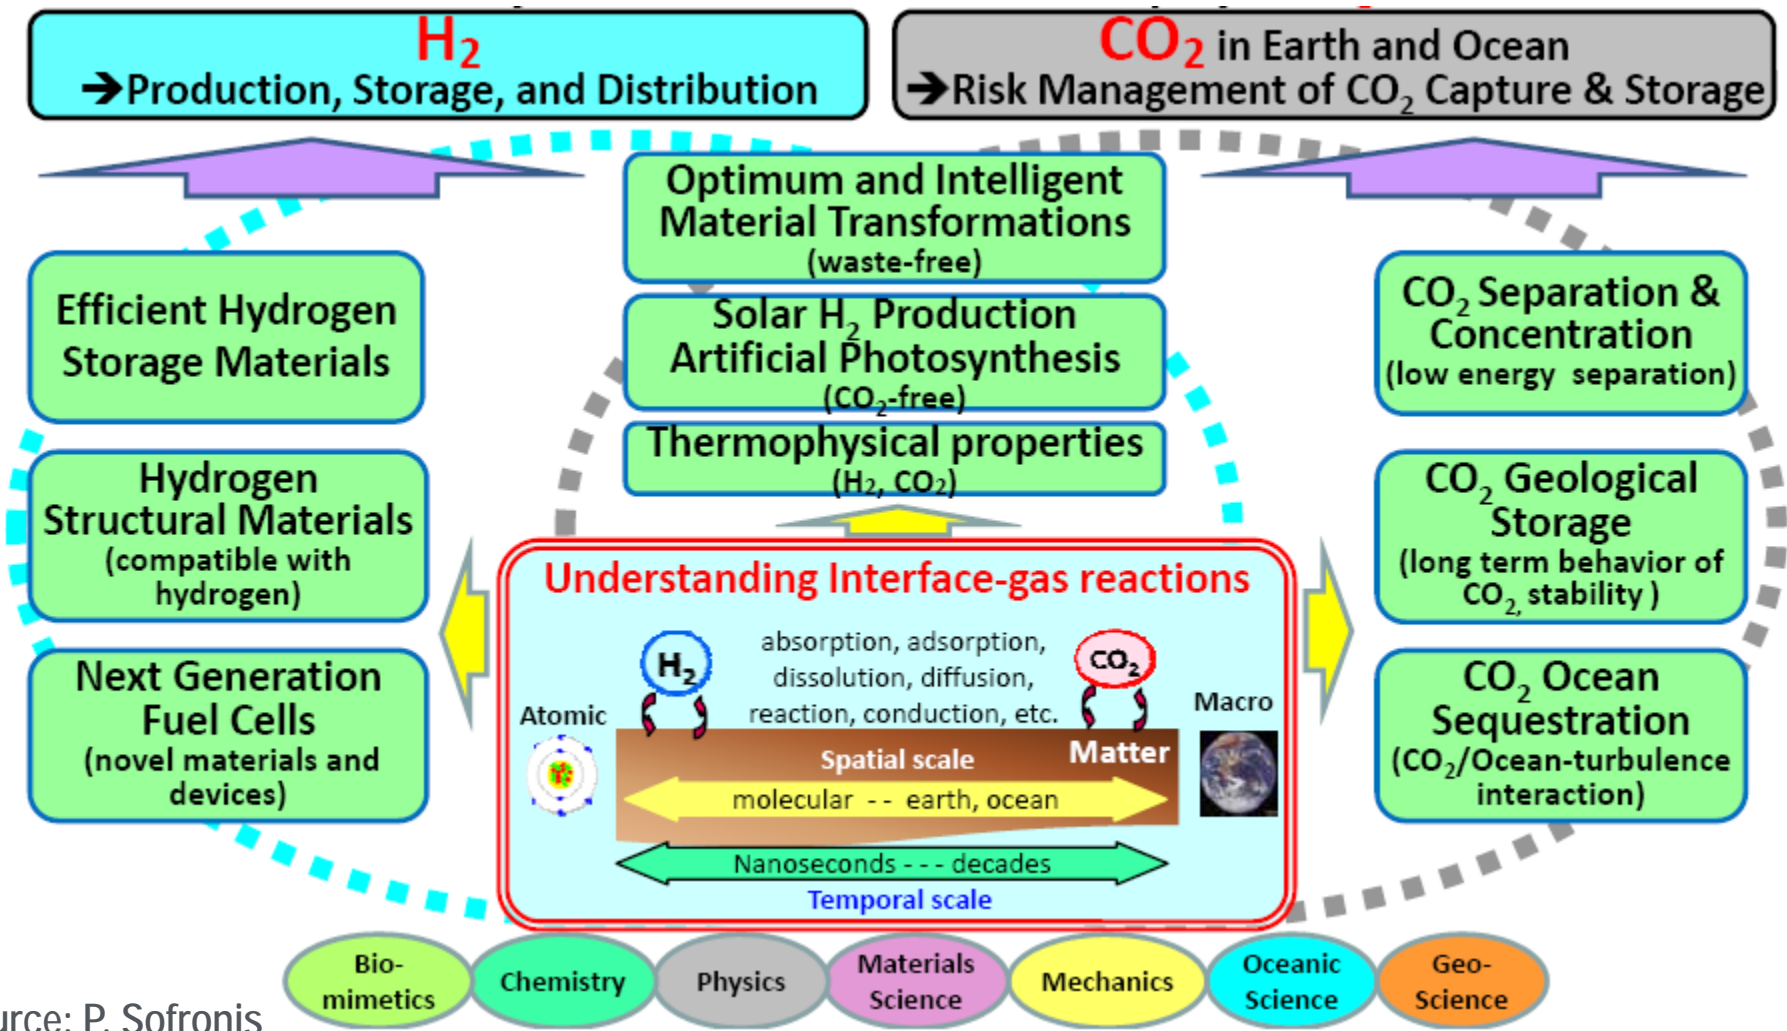 H2
➔Production, Storage, and Distribution
CO2 in Earth and Ocean
➔Risk Management of CO2 Capture & Storage
Optimum and Intelligent
Material Transformations
(waste-free)
Solar H2 Production
Artificial Photosynthesis
(CO2-free)
Thermophysical properties
(H2, CO2)
Efficient Hydrogen
Storage Materials
Hydrogen
Structural Materials
(compatible with
hydrogen)
Next Generation
Fuel Cells
(novel materials and
devices)
CO2 Separation &
Concentration
(low energy separation)
CO2 Geological
Storage
(long term behavior of
CO2, stability )
CO2 Ocean
Sequestration
(CO2/Ocean-turbulence
interaction)
Understanding Interface-gas reactions
H2
absorption, adsorption,
dissolution, diffusion,
reaction, conduction, etc.
CO2
Atomic
Macro
Matter
Spatial scale
molecular -- earth, ocean
Nanoseconds --- decades
Temporal scale
Bio-
mimetics
Chemistry
Physics
Materials
Science
Mechanics
Oceanic
Science
Geo-
Science
urce: P. Sofronis